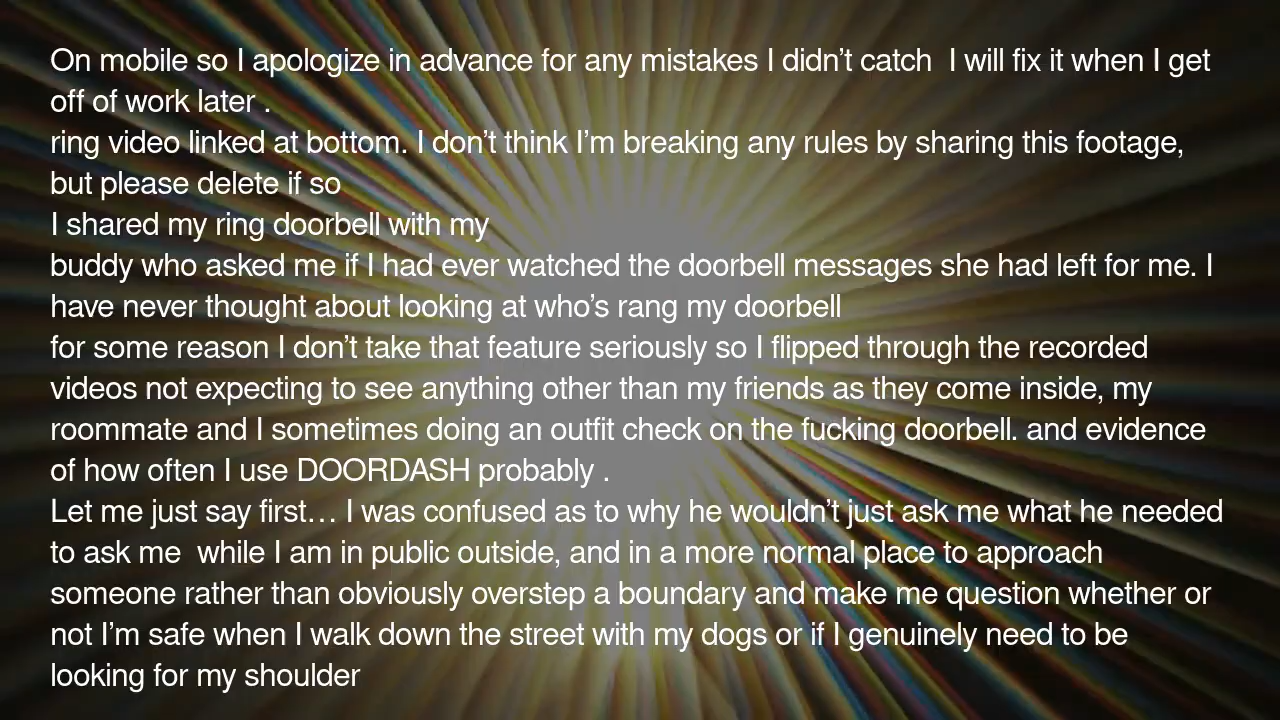 On mobile so I apologize in advance for any mistakes I didn’t catch  I will fix it when I get
off of work later .
ring video linked at bottom. I don’t think I’m breaking any rules by sharing this footage,
but please delete if so
I shared my ring doorbell with my
buddy who asked me if I had ever watched the doorbell messages she had left for me. I
have never thought about looking at who’s rang my doorbell
for some reason I don’t take that feature seriously so I flipped through the recorded
videos not expecting to see anything other than my friends as they come inside, my
roommate and I sometimes doing an outfit check on the fucking doorbell. and evidence
of how often I use DOORDASH probably .
Let me just say first… I was confused as to why he wouldn’t just ask me what he needed
to ask me  while I am in public outside, and in a more normal place to approach
someone rather than obviously overstep a boundary and make me question whether or
not I’m safe when I walk down the street with my dogs or if I genuinely need to be
looking for my shoulder